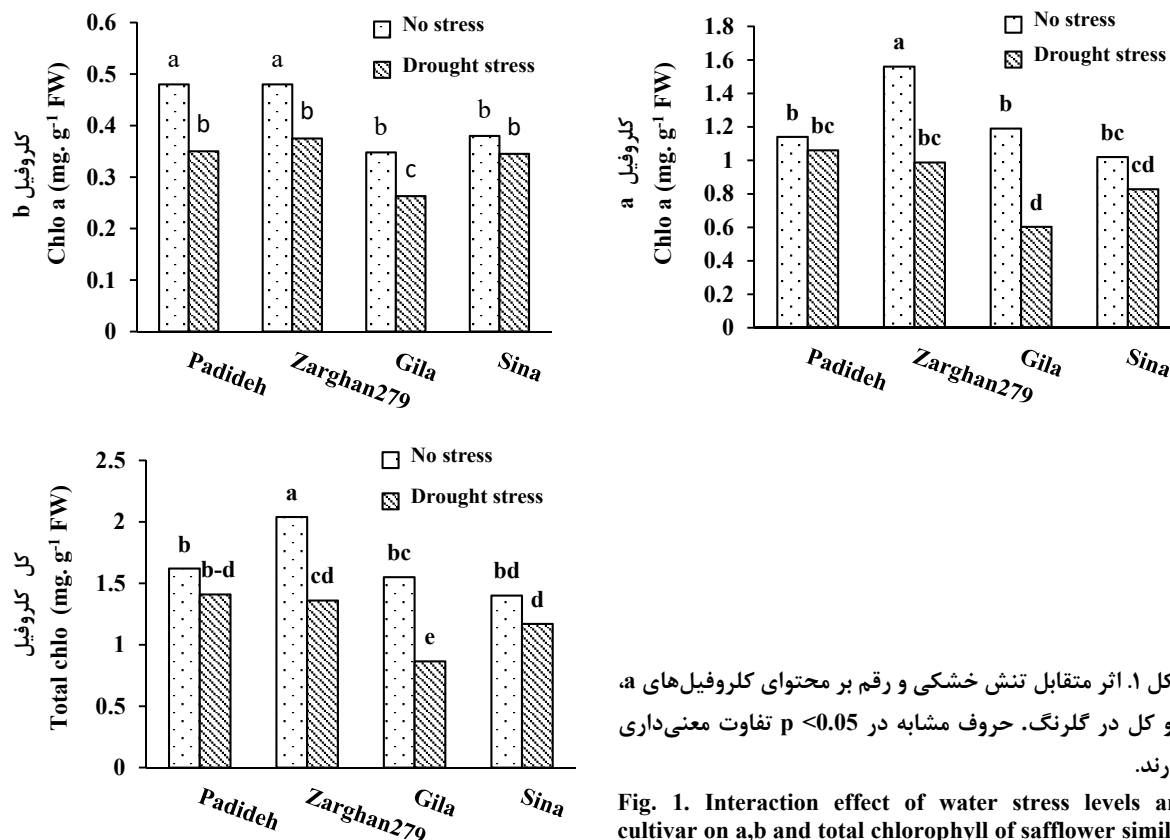 0.6
0.5
0.4
0.3
0.2
0.1
0
کلروفیل b
Chlo a (mg. g⁻¹ FW)
No stress
Drought stress
a
b
a
b
b
c
b
b
Padideh
Zarghan279
Gila
Sina
1.8
1.6
1.4
1.2
1
0.8
0.6
0.4
0.2
0
کلروفیل a
Chlo a (mg. g⁻¹ FW)
No stress
Drought stress
b
bc
a
bc
b
d
bc
cd
Padideh
Zarghan279
Gila
Sina
2.5
2
1.5
1
0.5
0
کل کلروفیل
Total chlo (mg. g⁻¹ FW)
No stress
Drought stress
b
b-d
a
cd
bc
e
bd
d
Padideh
Zarghan279
Gila
Sina
کل ۱. اثر متقابل تنش خشکی و رقم بر محتوای کلروفیل‌های a،
و کل در گلرنگ. حروف مشابه در p <0.05 تفاوت معنی‌داری
رند.
Fig. 1. Interaction effect of water stress levels an
cultivar on a,b and total chlorophyll of safflower simil